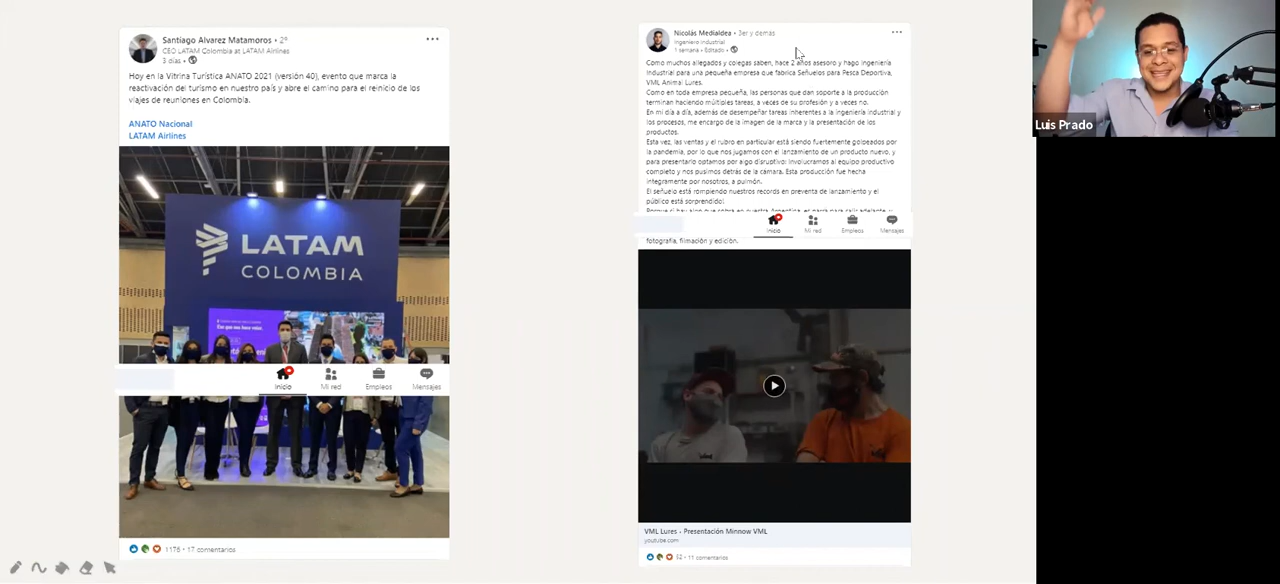 Santiago Alvarez Matamoros • 2º
CEO LATAM Colombia at LATAM Airlines
3 días •
Hoy en la Vitrina Turística ANATO 2021 (versión 40), evento que marca la
reactivación del turismo en nuestro país y abre el camino para el reinicio de los
viajes de reuniones en Colombia.
ANATO Nacional
LATAM Airlines
LATAM
COLOMBIA
Inicio
Mi red
Empleos
Mensajes
1176 • 17 comentarios
Nicolás Medialdea • 3er y demás
Ingeniero Industrial
1 semana • Editado •
Como muchos allegados y colegas saben, hace 2 años asesoro y hago Ingeniería
Industrial para una pequeña empresa que fabrica Señuelos para Pesca Deportiva,
VML Animal Lures.
Como en toda empresa pequeña, las personas que dan soporte a la producción
terminan haciendo múltiples tareas, a veces de su profesión y a veces no.
En mi día a día, además de desempeñar tareas inherentes a la ingeniería industrial y
los procesos, me encargo de la imagen de la marca y la presentación de los
productos.
Esta vez, las ventas y el rubro en particular está siendo fuertemente golpeados por
la pandemia, por lo que nos jugamos con el lanzamiento de un producto nuevo, y
para presentarlo optamos por algo disruptivo: Involucramos al equipo productivo
completo y nos pusimos detrás de la cámara. Esta producción fue hecha
íntegramente por nosotros, a pulmón.
El señuelo está rompiendo nuestros records en preventa de lanzamiento y el
público está sorprendido!
Inicio
Mi red
Empleos
Mensajes
fotografía, filmación y edición.
VML Lures - Presentación Minnow VML
youtube.com
52 • 11 comentarios
Luis Prado